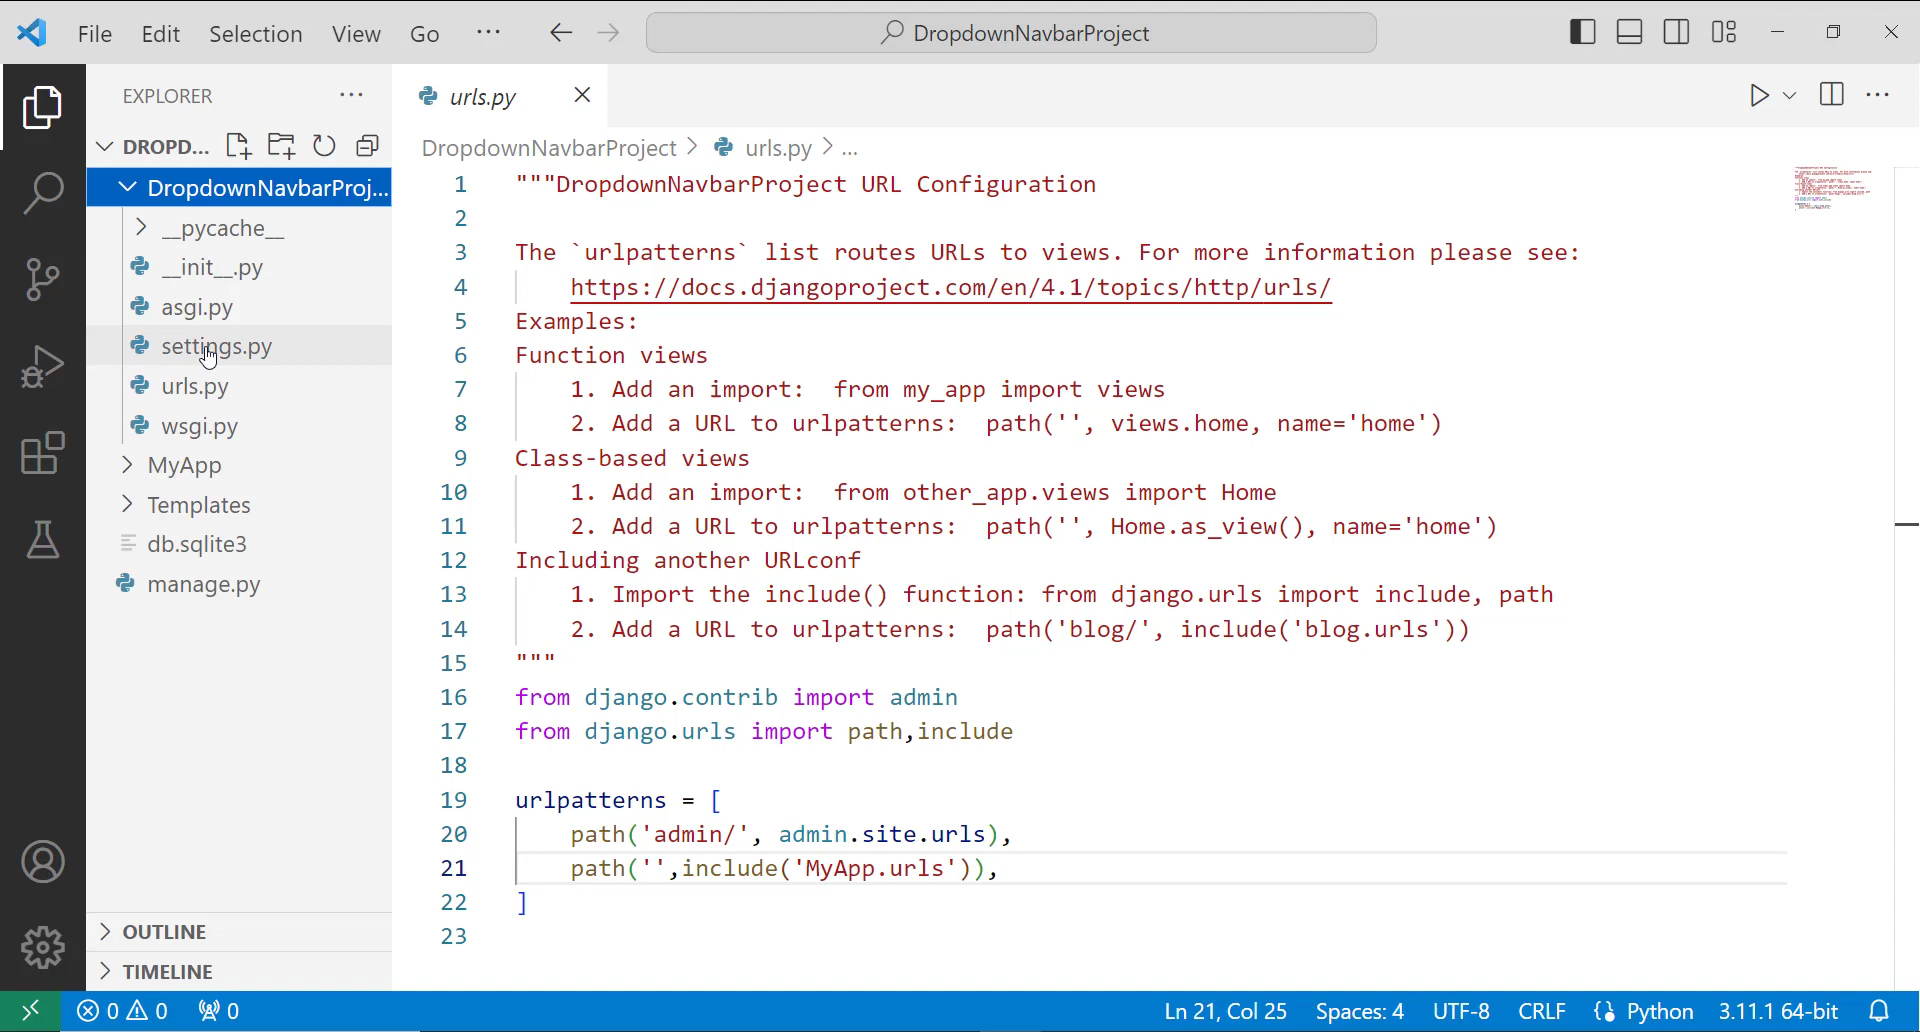 File Edit Selection View Go ··· DropdownNavbarProject
EXPLORER ···
urls.py
DROPD...
DropdownNavbarProject > urls.py > ...
DropdownNavbarProj...
__pycache__
__init__.py
asgi.py
settings.py
urls.py
wsgi.py
MyApp
Templates
db.sqlite3
manage.py
OUTLINE
TIMELINE
1 """DropdownNavbarProject URL Configuration
2
3 The `urlpatterns` list routes URLs to views. For more information please see:
4     https://docs.djangoproject.com/en/4.1/topics/http/urls/
5 Examples:
6 Function views
7     1. Add an import:  from my_app import views
8     2. Add a URL to urlpatterns:  path('', views.home, name='home')
9 Class-based views
10     1. Add an import:  from other_app.views import Home
11     2. Add a URL to urlpatterns:  path('', Home.as_view(), name='home')
12 Including another URLconf
13     1. Import the include() function: from django.urls import include, path
14     2. Add a URL to urlpatterns:  path('blog/', include('blog.urls'))
15 """
16 from django.contrib import admin
17 from django.urls import path,include
18
19 urlpatterns = [
20     path('admin/', admin.site.urls),
21     path('',include('MyApp.urls')),
22 ]
23
0 0 0 Ln 21, Col 25 Spaces: 4 UTF-8 CRLF Python 3.11.1 64-bit